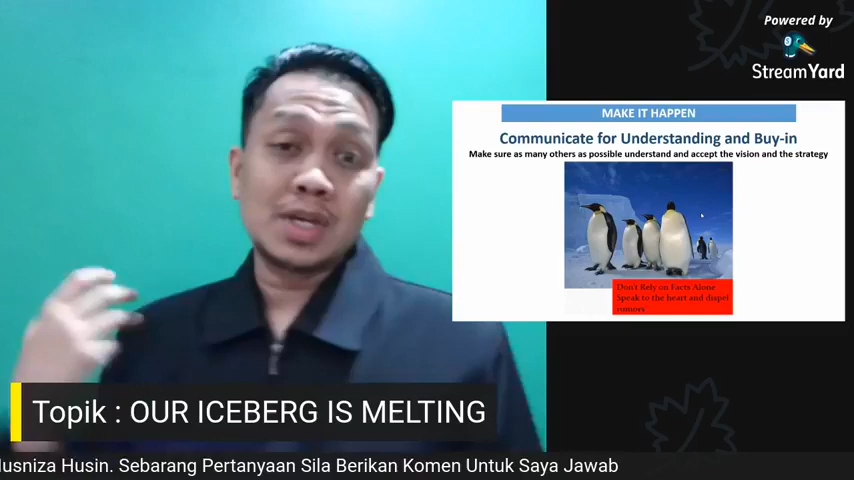 Powered by
StreamYard
MAKE IT HAPPEN
Communicate for Understanding and Buy-in
Make sure as many others as possible understand and accept the vision and the strategy
Don't Rely on Facts Alone
Speak to the heart and dispel
rumors
Topik : OUR ICEBERG IS MELTING
Husin. Sebarang Pertanyaan Sila Berikan Komen Untuk Saya Jawab